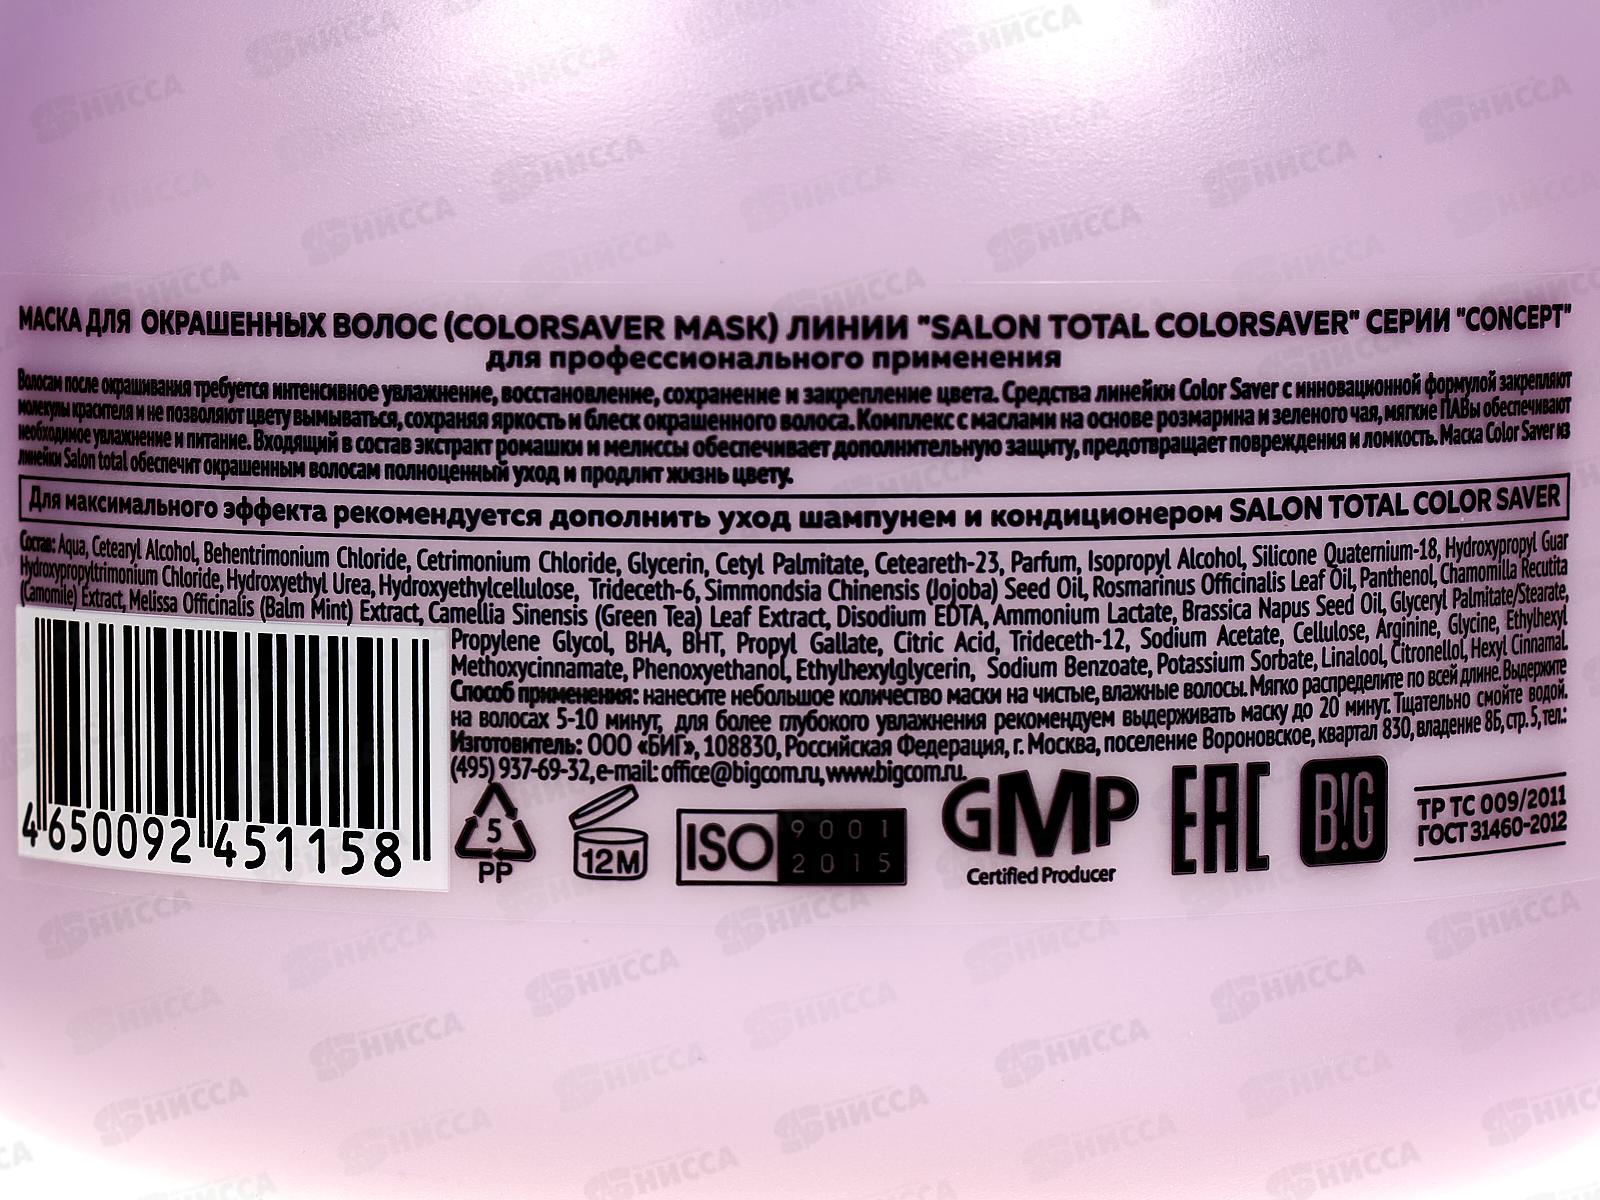 МАСКА ДЛЯ ОКРАШЕННЫХ ВОЛОС (COLORSAVER MASK) ЛИНИИ "SALON TOTAL COLORSAVER" СЕРИИ "CONCEPT"
для профессионального применения
Волосам после окрашивания требуется интенсивное увлажнение, восстановление, сохранение и закрепление цвета. Средства линейки Color Saver с инновационной формулой закрепляют
молекулы красителя и не позволяют цвету вымываться, сохраняя яркость и блеск окрашенного волоса. Комплекс с маслами на основе розмарина и зеленого чая, мягкие ПАВы обеспечивают
необходимое увлажнение и питание. Входящий в состав экстракт ромашки и мелиссы обеспечивает дополнительную защиту, предотвращает повреждения и ломкость. Маска Color Saver из
линейки Salon total обеспечит окрашенным волосам полноценный уход и продлит жизнь цвету.
Для максимального эффекта рекомендуется дополнить уход шампунем и кондиционером SALON TOTAL COLOR SAVER
Состав: Aqua, Cetearyl Alcohol, Behentrimonium Chloride, Cetrimonium Chloride, Glycerin, Cetyl Palmitate, Ceteareth-23, Parfum, Isopropyl Alcohol, Silicone Quaternium-18, Hydroxypropyl Guar
Hydroxypropyltrimonium Chloride, Hydroxyethyl Urea, Hydroxyethylcellulose, Trideceth-6, Simmondsia Chinensis (Jojoba) Seed Oil, Rosmarinus Officinalis Leaf Oil, Panthenol, Chamomilla Recutita
(Camomile) Extract, Melissa Officinalis (Balm Mint) Extract, Camellia Sinensis (Green Tea) Leaf Extract, Disodium EDTA, Ammonium Lactate, Brassica Napus Seed Oil, Glyceryl Palmitate/Stearate,
Propylene Glycol, BHA, BHT, Propyl Gallate, Citric Acid, Trideceth-12, Sodium Acetate, Cellulose, Arginine, Glycine, Ethylhexyl
Methoxycinnamate, Phenoxyethanol, Ethylhexylglycerin, Sodium Benzoate, Potassium Sorbate, Linalool, Citronellol, Hexyl Cinnamal.
Способ применения: нанесите небольшое количество маски на чистые, влажные волосы. Мягко распределите по всей длине. Выдержите
на волосах 5-10 минут, для более глубокого увлажнения рекомендуем выдерживать маску до 20 минут. Тщательно смойте водой.
Изготовитель: ООО «БИГ», 108830, Российская Федерация, г. Москва, поселение Вороновское, квартал 830, владение 8Б, стр. 5, тел.:
(495) 937-69-32, e-mail: office@bigcom.ru, www.bigcom.ru.
4 650092 451158
5
PP
12M
ISO 9001
2015
GMP
Certified Producer
EAC
B!G
ТР ТС 009/2011
ГОСТ 31460-2012
НИССА